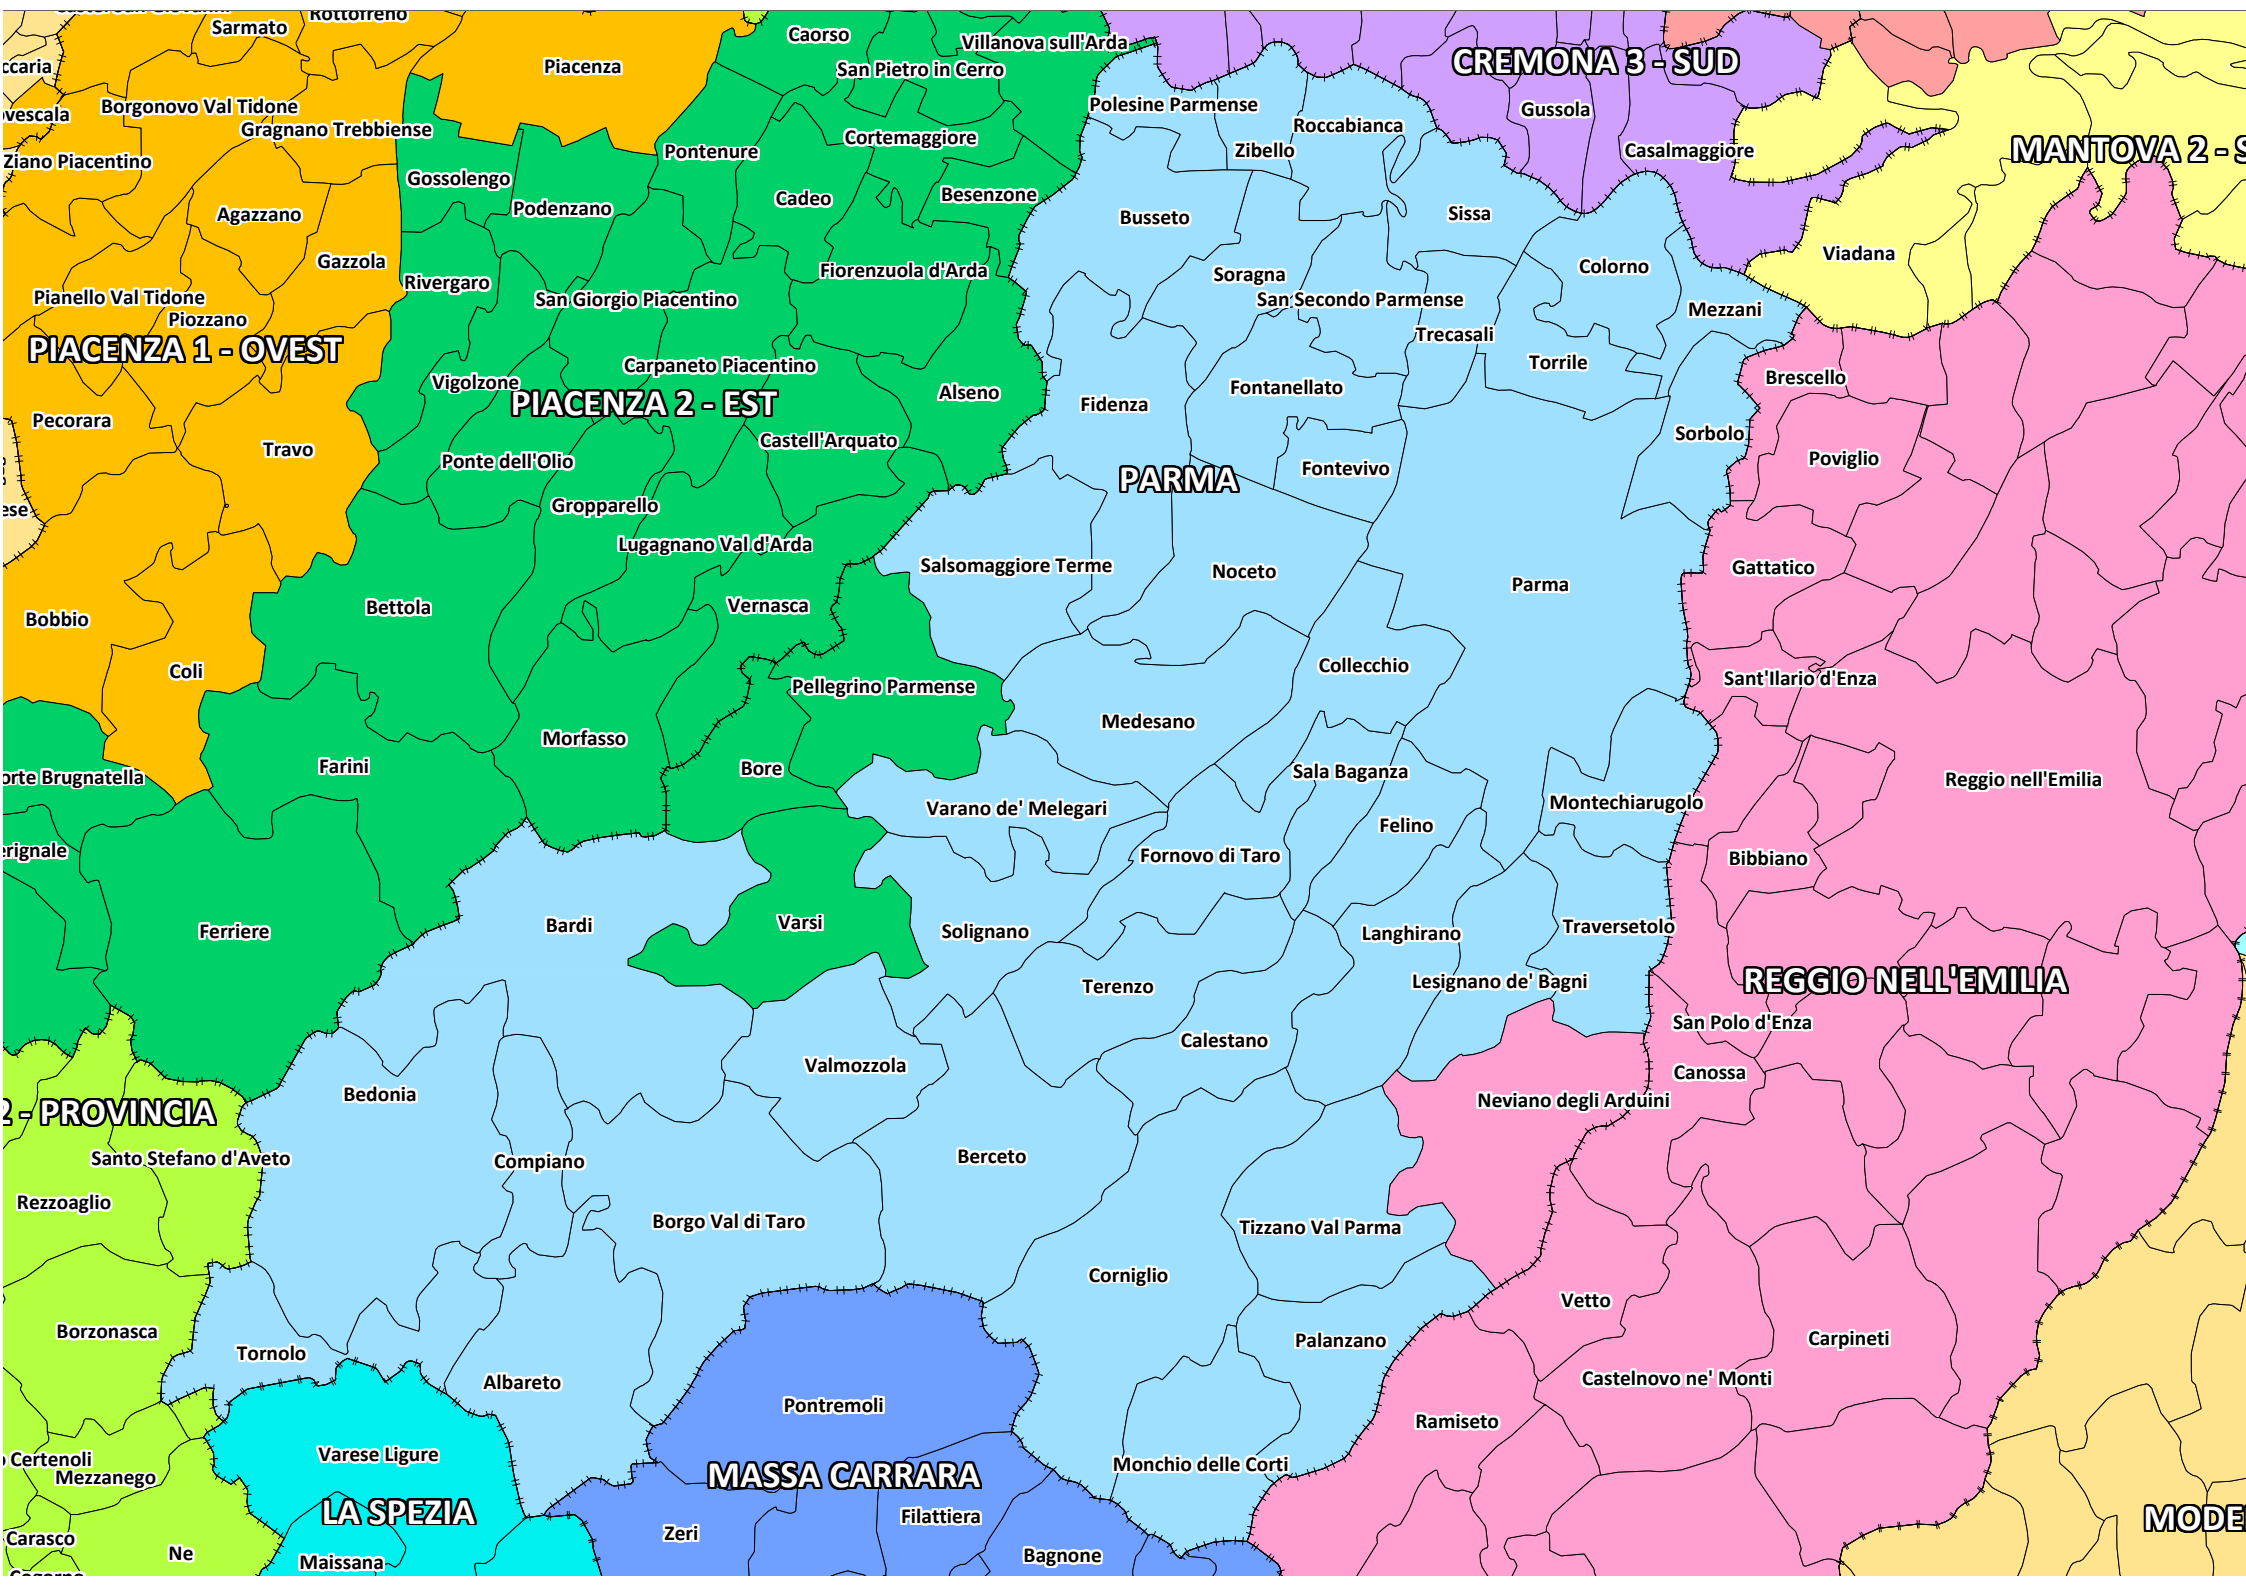 Sarmato
Rottofreno
Caorso
Villanova sull'Arda
Piacenza
San Pietro in Cerro
CREMONA 3 - SUD
Borgonovo Val Tidone
Gragnano Trebbiense
Polesine Parmense
Gussola
Roccabianca
Cortemaggiore
Ziano Piacentino
Pontenure
Zibello
Casalmaggiore
MANTOVA 2 - S
Gossolengo
Podenzano
Cadeo
Besenzone
Agazzano
Busseto
Sissa
Gazzola
Rivergaro
Fiorenzuola d'Arda
Soragna
Colorno
Viadana
Pianello Val Tidone
Piozzano
San Giorgio Piacentino
San Secondo Parmense
Mezzani
PIACENZA 1 - OVEST
Trecasali
Torrile
Vigolzone
Carpaneto Piacentino
Fontanellato
Brescello
PIACENZA 2 - EST
Alseno
Fidenza
Pecorara
Travo
Castell'Arquato
Sorbolo
Ponte dell'Olio
PARMA
Fontevivo
Poviglio
Gropparello
Lugagnano Val d'Arda
Salsomaggiore Terme
Noceto
Parma
Gattatico
Bobbio
Bettola
Vernasca
Coli
Pellegrino Parmense
Collecchio
Sant'Ilario d'Enza
Medesano
Morfasso
Farini
Bore
Sala Baganza
Reggio nell'Emilia
orte Brugnatella
Varano de' Melegari
Montechiarugolo
Felino
erignale
Fornovo di Taro
Bibbiano
Ferriere
Bardi
Varsi
Solignano
Langhirano
Traversetolo
Terenzo
Lesignano de' Bagni
REGGIO NELL'EMILIA
San Polo d'Enza
Calestano
Valmozzola
Canossa
Bedonia
Neviano degli Arduini
2 - PROVINCIA
Santo Stefano d'Aveto
Compiano
Berceto
Rezzoaglio
Borgo Val di Taro
Tizzano Val Parma
Corniglio
Vetto
Borzonasca
Tornolo
Palanzano
Carpineti
Albareto
Castelnovo ne' Monti
Pontremoli
Ramiseto
Varese Ligure
Certenoli
Mezzanego
MASSA CARRARA
Monchio delle Corti
LA SPEZIA
Filattiera
MODE
Carasco
Zeri
Ne
Maissana
Bagnone